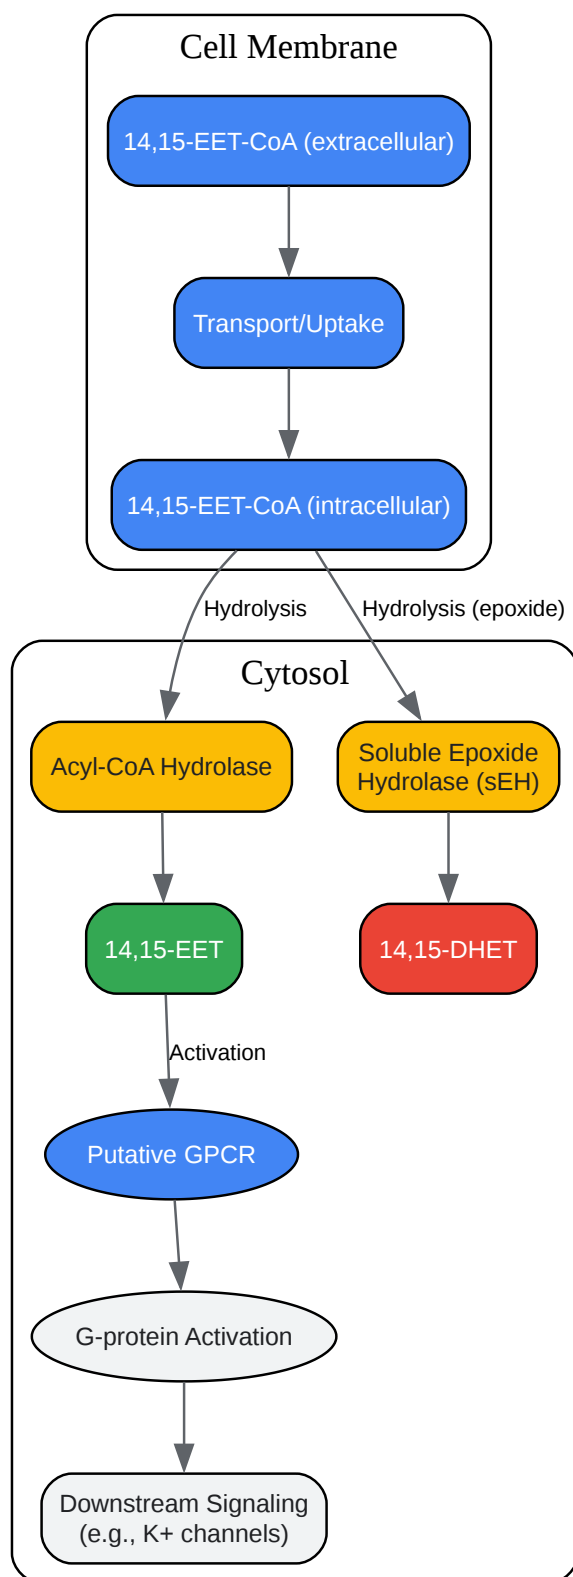 Cell Membrane
14,15-EET-CoA (extracellular)
Transport/Uptake
14,15-EET-CoA (intracellular)
Hydrolysis
Hydrolysis (epoxide)
Cytosol
Acyl-CoA Hydrolase
Soluble Epoxide
Hydrolase (sEH)
14,15-EET
14,15-DHET
Activation
Putative GPCR
G-protein Activation
Downstream Signaling
(e.g., K+ channels)